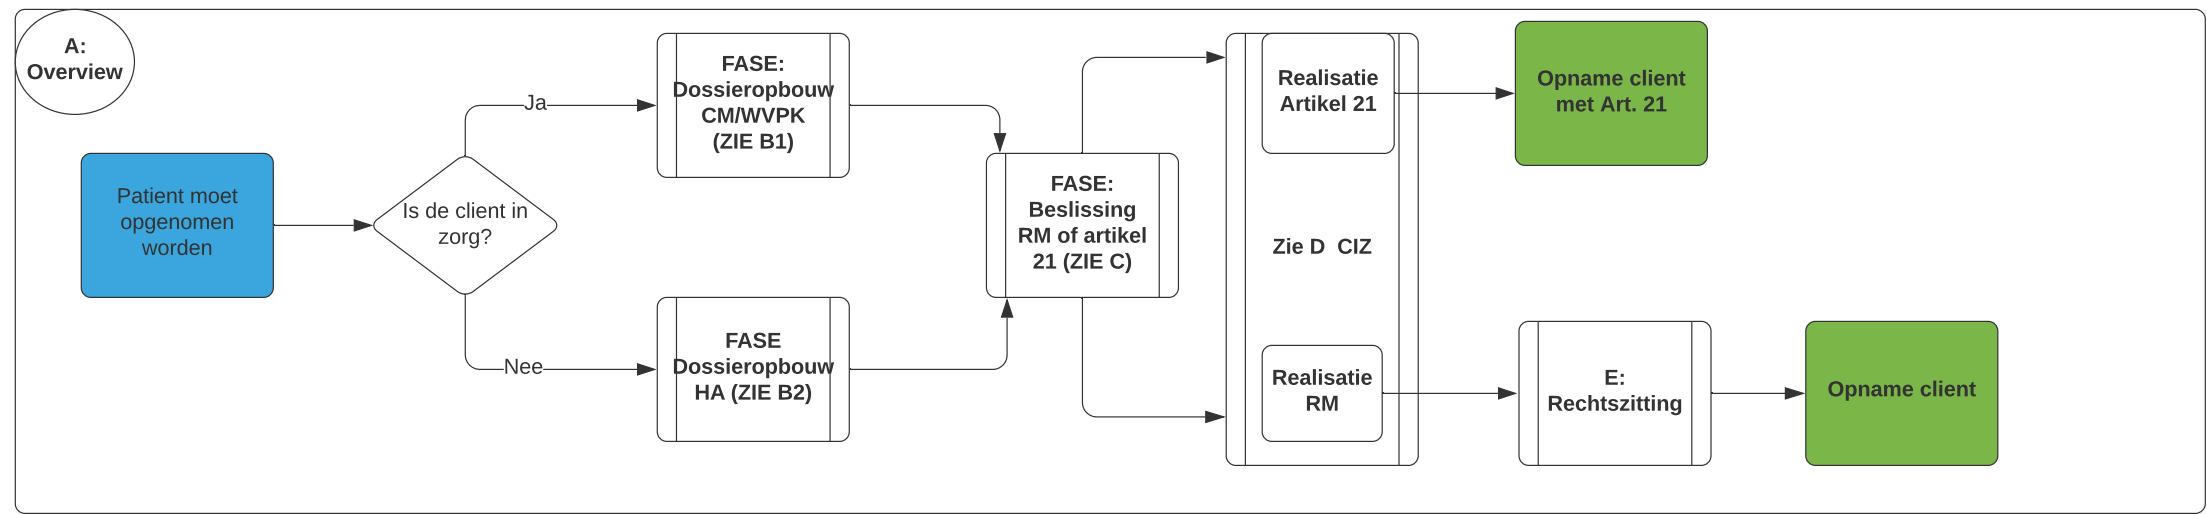 A:
Overview
Patient moet
opgenomen
worden
Is de client in
zorg?
Ja
Nee
FASE:
Dossieropbouw
CM/WVPK
(ZIE B1)
FASE
Dossieropbouw
HA (ZIE B2)
FASE:
Beslissing
RM of artikel
21 (ZIE C)
Realisatie
Artikel 21
Zie D  CIZ
Realisatie
RM
Opname client
met Art. 21
E:
Rechtszitting
Opname client